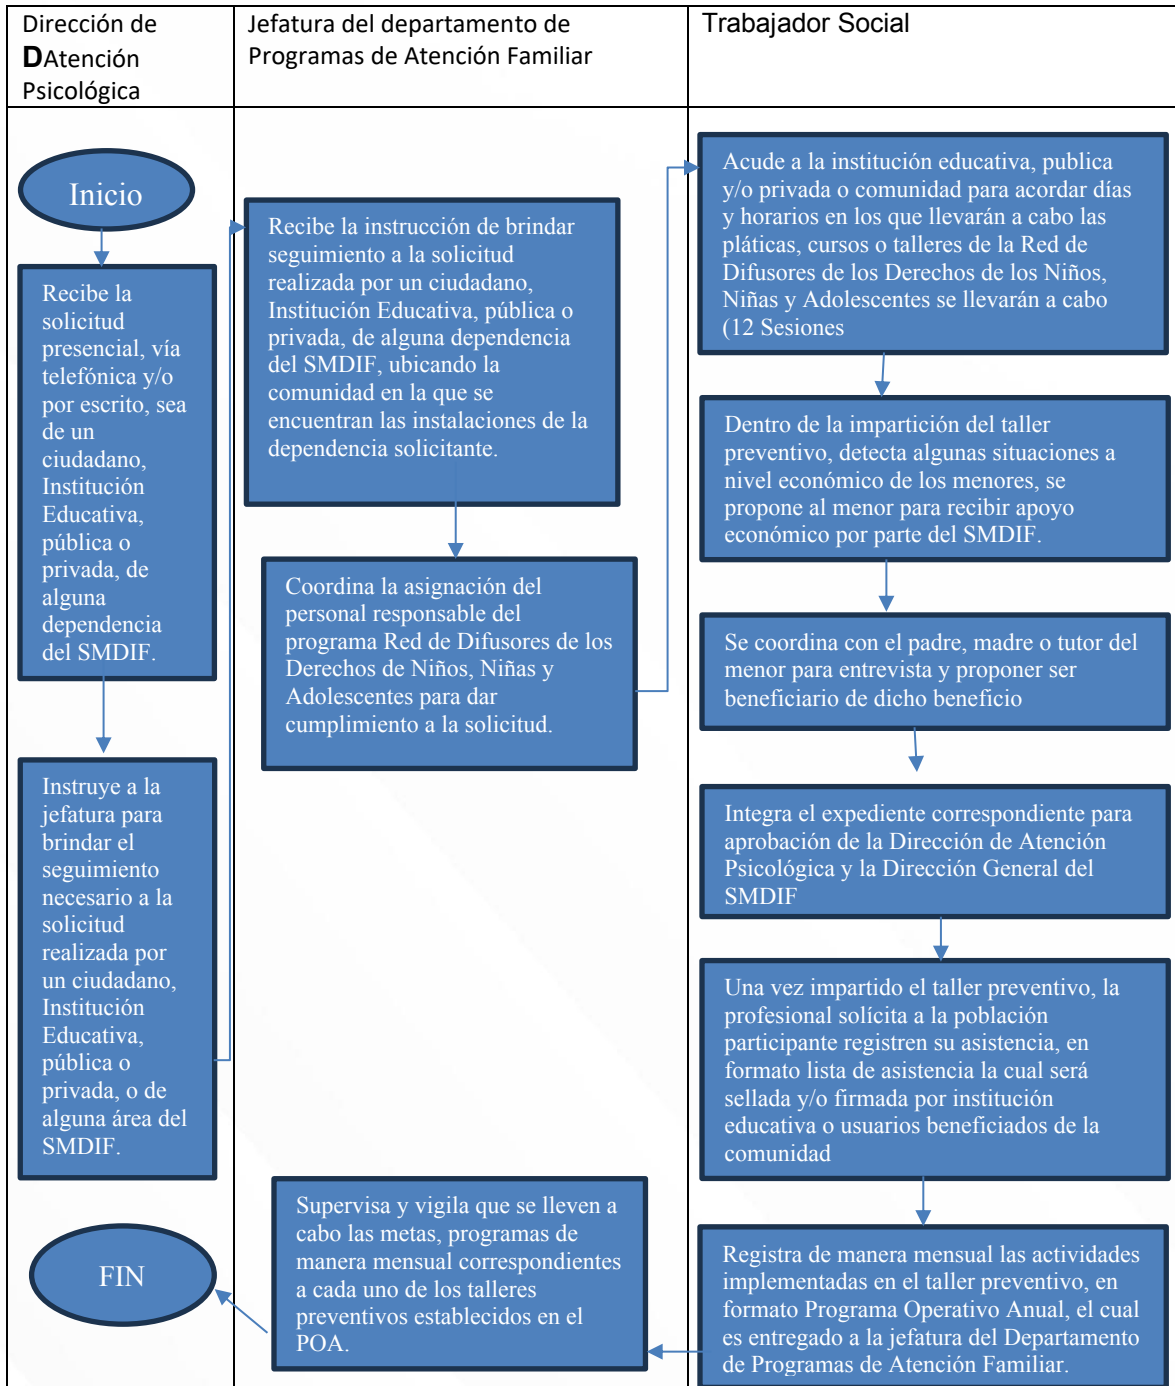 Dirección de
DAtención
Psicológica
Jefatura del departamento de
Programas de Atención Familiar
Trabajador Social
Inicio
Recibe la
solicitud
presencial, vía
telefónica y/o
por escrito, sea
de un
ciudadano,
Institución
Educativa,
pública o
privada, de
alguna
dependencia
del SMDIF.
Instruye a la
jefatura para
brindar el
seguimiento
necesario a la
solicitud
realizada por
un ciudadano,
Institución
Educativa,
pública o
privada, o de
alguna área del
SMDIF.
Recibe la instrucción de brindar
seguimiento a la solicitud
realizada por un ciudadano,
Institución Educativa, pública o
privada, de alguna dependencia
del SMDIF, ubicando la
comunidad en la que se
encuentran las instalaciones de la
dependencia solicitante.
Coordina la asignación del
personal responsable del
programa Red de Difusores de los
Derechos de Niños, Niñas y
Adolescentes para dar
cumplimiento a la solicitud.
Acude a la institución educativa, publica
y/o privada o comunidad para acordar días
y horarios en los que llevarán a cabo las
pláticas, cursos o talleres de la Red de
Difusores de los Derechos de los Niños,
Niñas y Adolescentes se llevarán a cabo
(12 Sesiones
Dentro de la impartición del taller
preventivo, detecta algunas situaciones a
nivel económico de los menores, se
propone al menor para recibir apoyo
económico por parte del SMDIF.
Se coordina con el padre, madre o tutor del
menor para entrevista y proponer ser
beneficiario de dicho beneficio
Integra el expediente correspondiente para
aprobación de la Dirección de Atención
Psicológica y la Dirección General del
SMDIF
Una vez impartido el taller preventivo, la
profesional solícita a la población
participante registren su asistencia, en
formato lista de asistencia la cual será
sellada y/o firmada por institución
educativa o usuarios beneficiados de la
comunidad
Registra de manera mensual las actividades
implementadas en el taller preventivo, en
formato Programa Operativo Anual, el cual
es entregado a la jefatura del Departamento
de Programas de Atención Familiar.
Supervisa y vigila que se lleven a
cabo las metas, programas de
manera mensual correspondientes
a cada uno de los talleres
preventivos establecidos en el
POA.
FIN